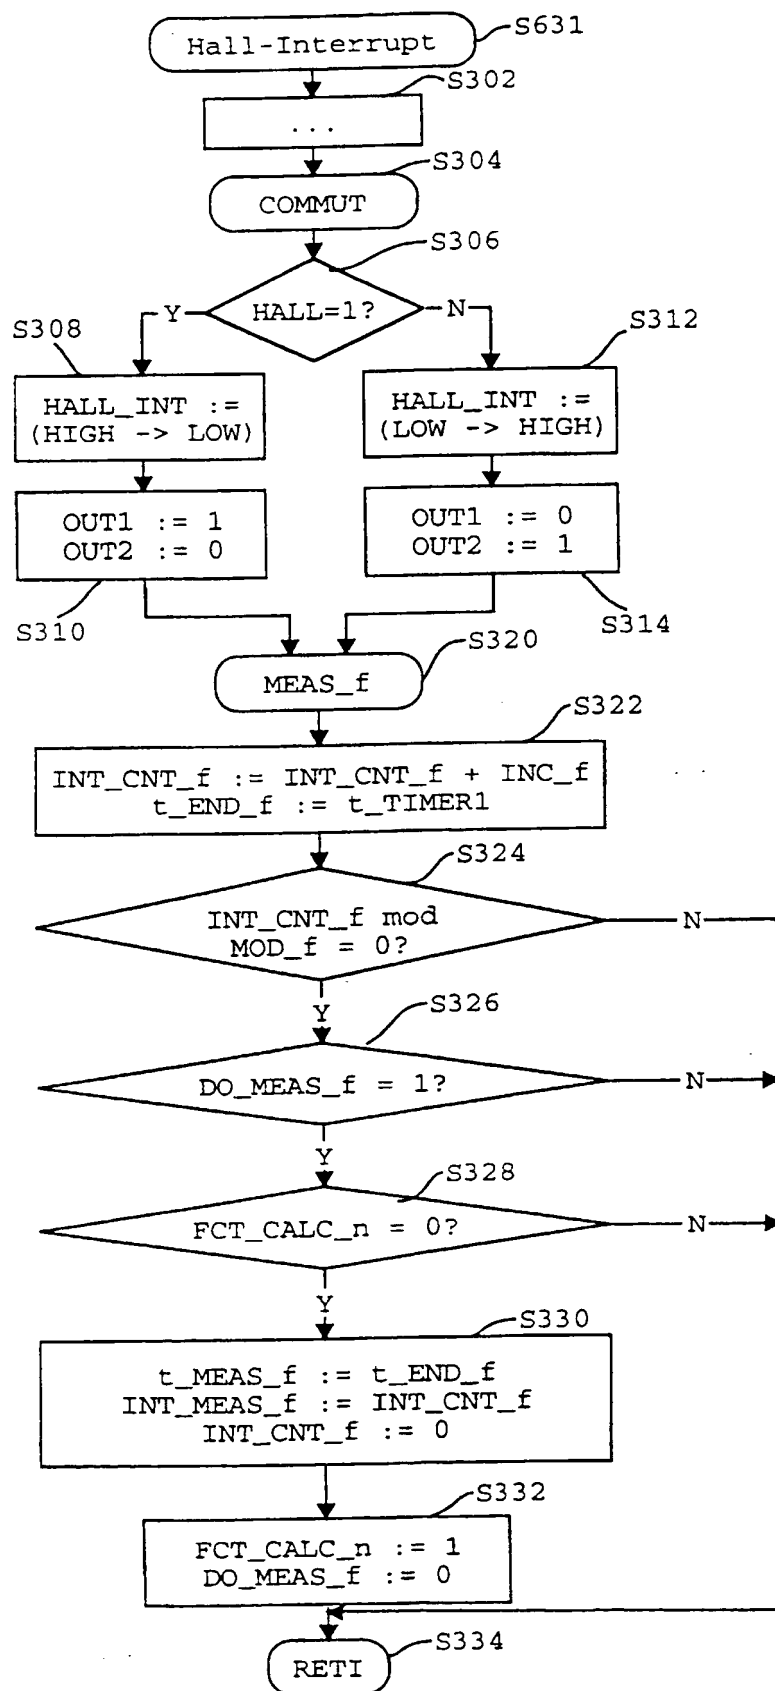 Hall-Interrupt
S631
S302
...
S304
COMMUT
S306
HALL=1?
Y
N
S308
S312
HALL_INT :=
(HIGH -> LOW)
HALL_INT :=
(LOW -> HIGH)
OUT1 := 1
OUT2 := 0
OUT1 := 0
OUT2 := 1
S310
S314
S320
MEAS_f
S322
INT_CNT_f := INT_CNT_f + INC_f
t_END_f := t_TIMER1
S324
INT_CNT_f mod
MOD_f = 0?
N
Y
S326
DO_MEAS_f = 1?
N
Y
S328
FCT_CALC_n = 0?
N
Y
S330
t_MEAS_f := t_END_f
INT_MEAS_f := INT_CNT_f
INT_CNT_f := 0
S332
FCT_CALC_n := 1
DO_MEAS_f := 0
S334
RETI